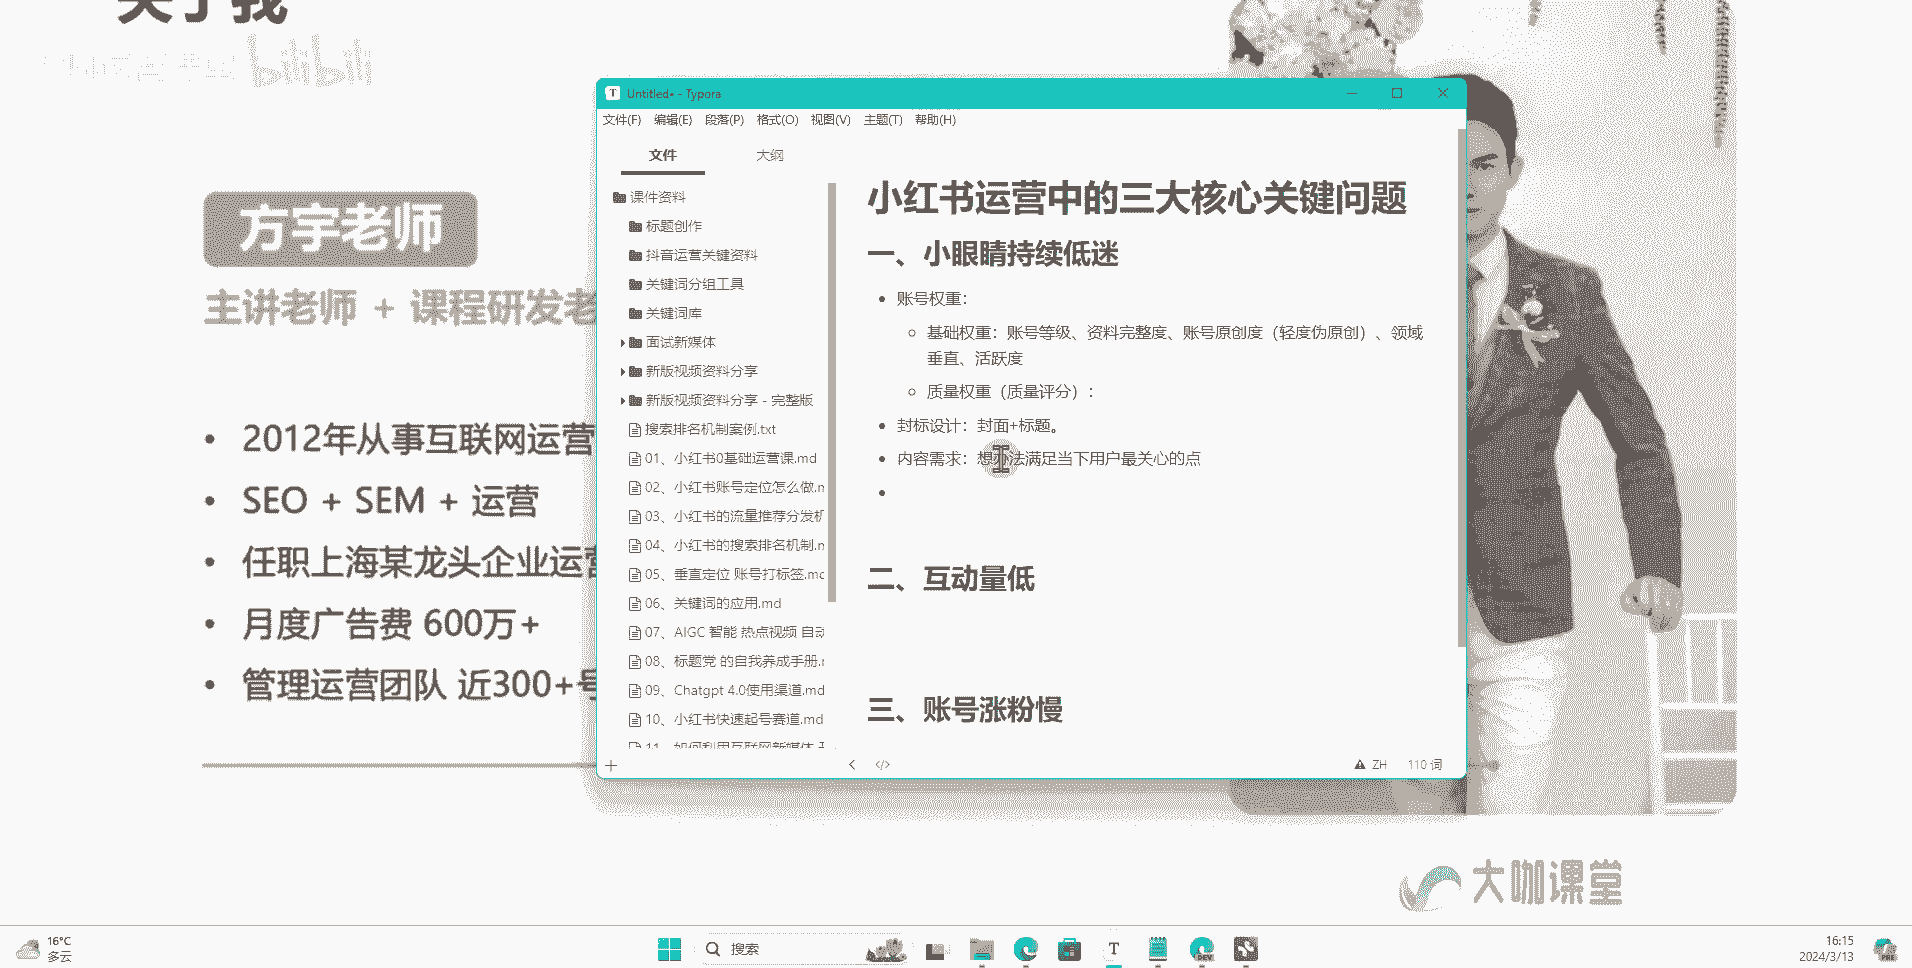 关于我
bilibili
方宇老师
主讲老师 + 课程研发老
• 2012年从事互联网运营
• SEO + SEM + 运营
• 任职上海某龙头企业运营
• 月度广告费 600万+
• 管理运营团队 近300+号
Untitled• - Typora
文件(F) 编辑(E) 段落(P) 格式(O) 视图(V) 主题(T) 帮助(H)
文件 大纲
课件资料
标题创作
抖音运营关键资料
关键词分组工具
关键词库
面试新媒体
新版视频资料分享
新版视频资料分享 - 完整版
搜索排名机制案例.txt
01、小红书0基础运营课.md
02、小红书账号定位怎么做.m
03、小红书的流量推荐分发机
04、小红书的搜索排名机制.m
05、垂直定位 账号打标签.md
06、关键词的应用.md
07、AIGC 智能 热点视频 自动
08、标题党 的自我养成手册.m
09、Chatgpt 4.0使用渠道.md
10、小红书快速起号赛道.md
11、如何利用互联网新媒体
小红书运营中的三大核心关键问题
一、小眼睛持续低迷
• 账号权重：
基础权重：账号等级、资料完整度、账号原创度（轻度伪原创）、领域
垂直、活跃度
质量权重（质量评分）：
• 封标设计：封面+标题。
• 内容需求：想办法满足当下用户最关心的点
二、互动量低
三、账号涨粉慢
ZH 110 词
大咖课堂
16°C
多云
搜索
T
DEV
16:15
2024/3/13
PRE